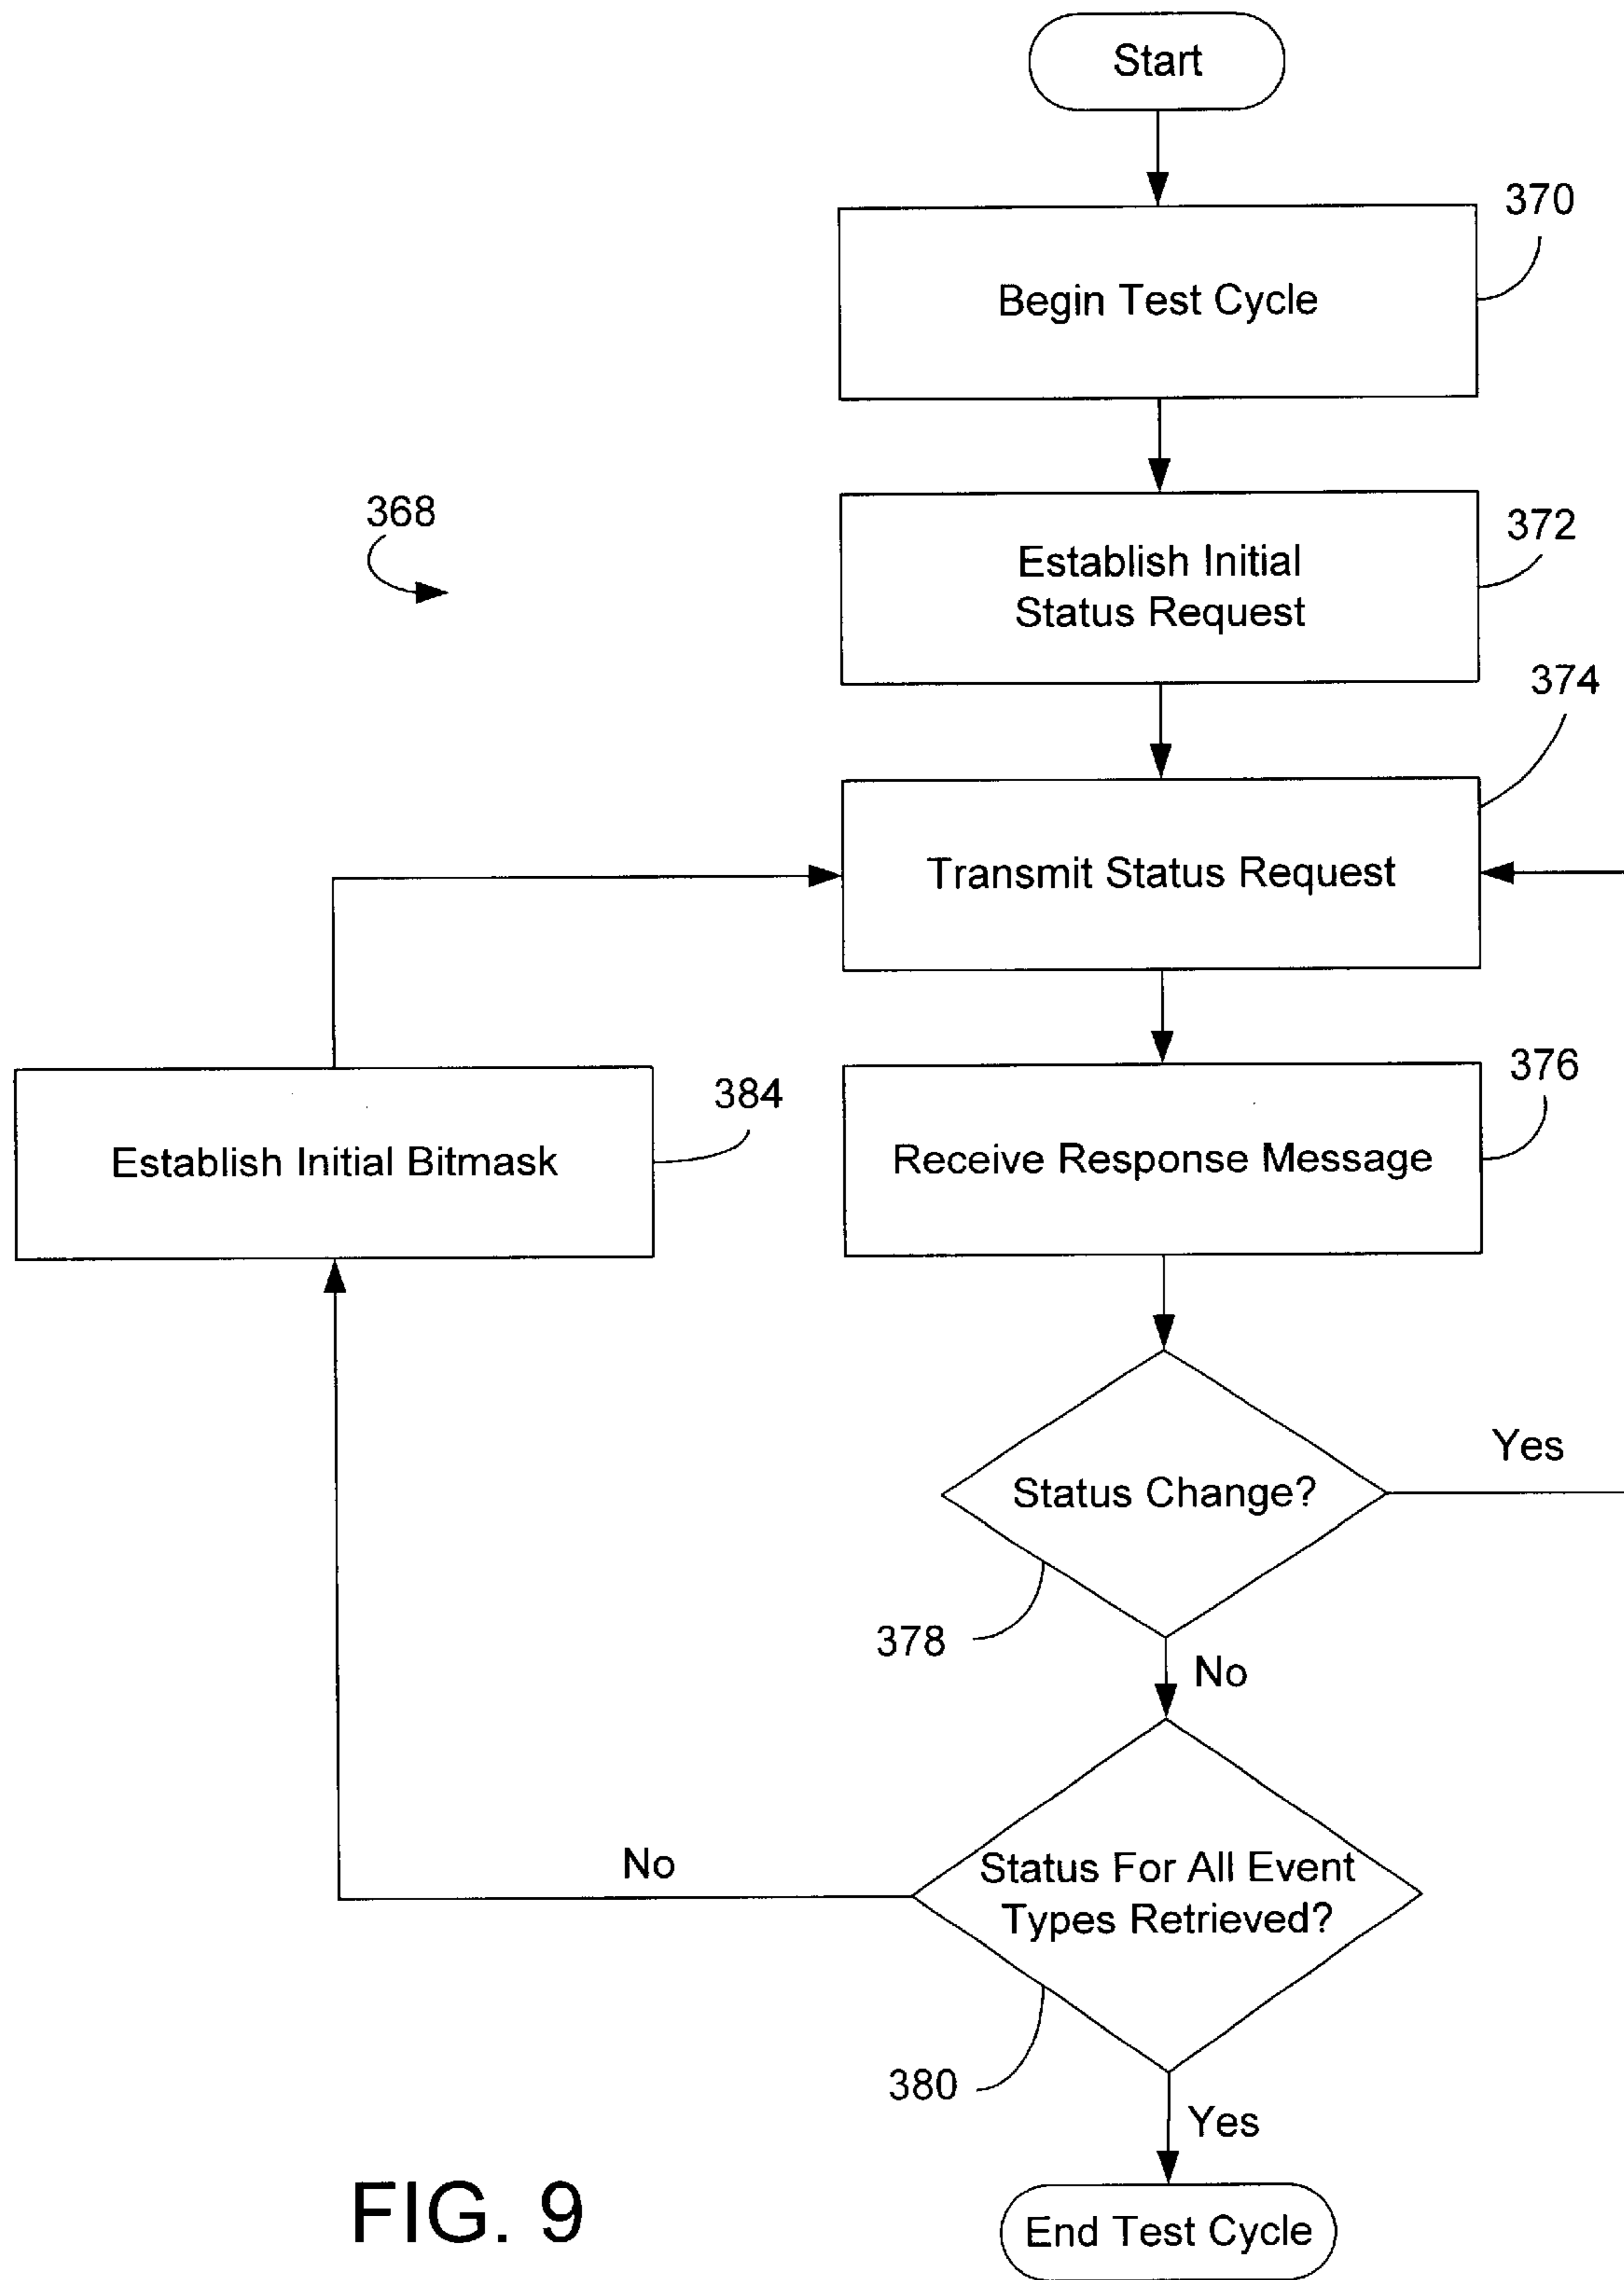 Start
370
Begin Test Cycle
368
372
Establish Initial
Status Request
374
Transmit Status Request
376
384
Establish Initial Bitmask
Receive Response Message
Yes
Status Change?
378
No
No
Status For All Event
Types Retrieved?
380
Yes
FIG. 9
End Test Cycle